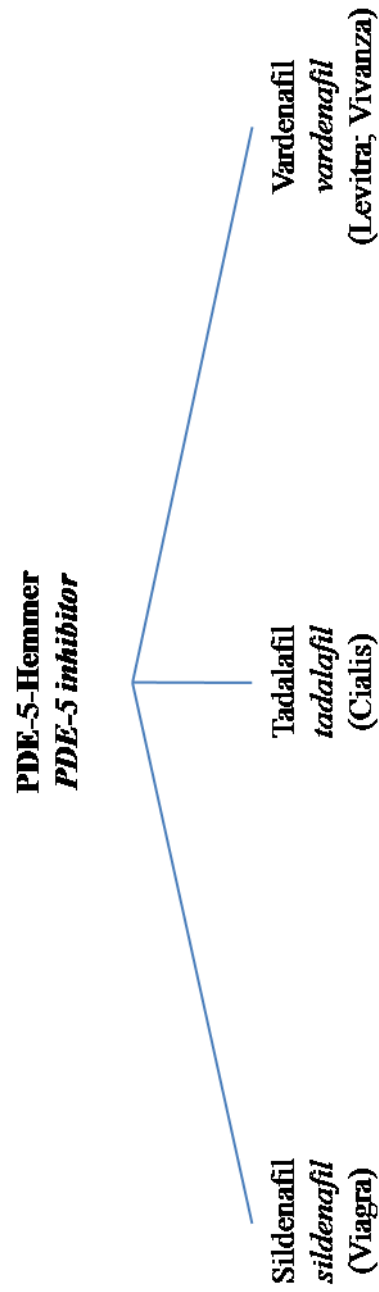 PDE-5-Hemmer
PDE-5 inhibitor
Sildenafil
sildenafil
(Viagra)
Tadalafil
tadalafil
(Cialis)
Vardenafil
vardenafil
(Levitra; Vivanza)